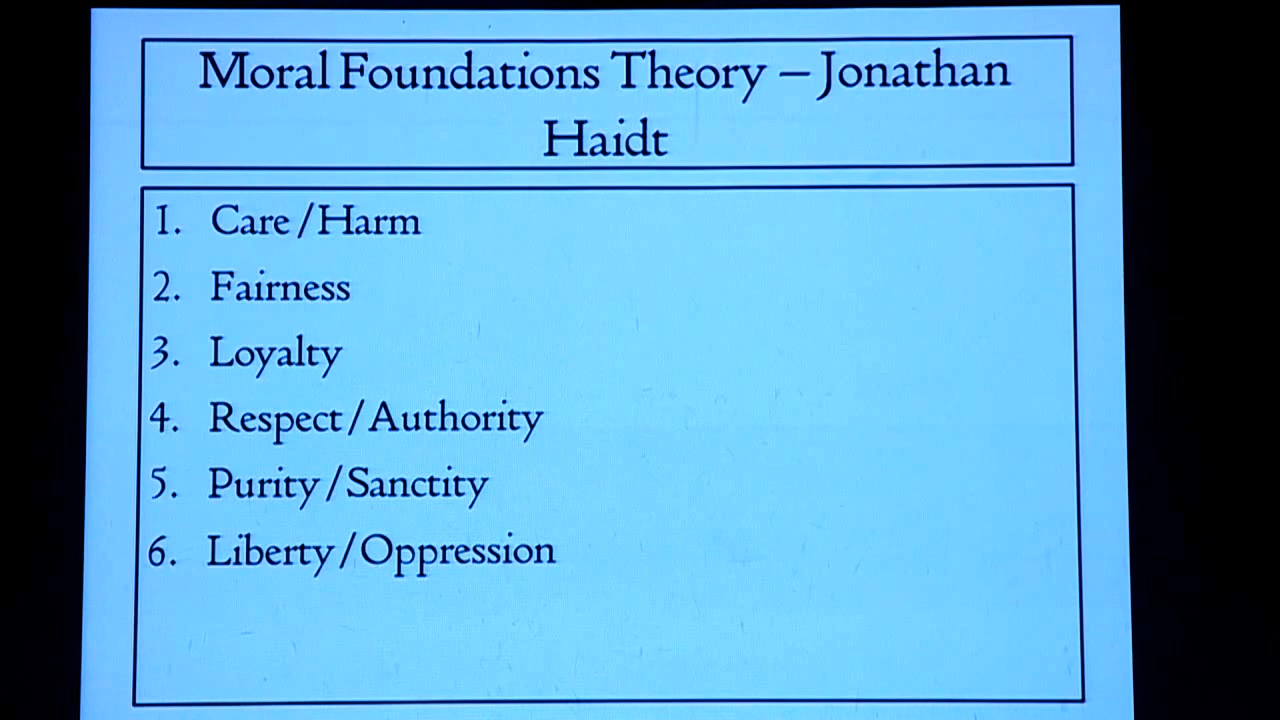 Moral Foundations Theory – Jonathan
Haidt
1. Care/Harm
2. Fairness
3. Loyalty
4. Respect/Authority
5. Purity/Sanctity
6. Liberty/Oppression